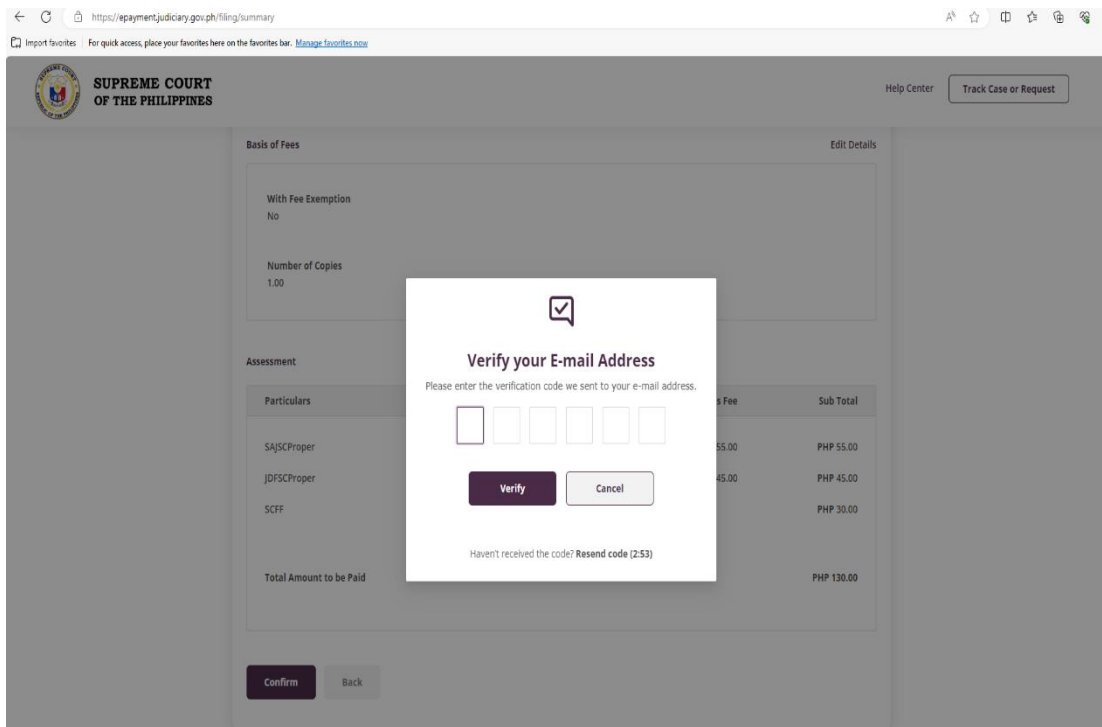 https://epayment.judiciary.gov.ph/filing/summary
Import favorites For quick access, place your favorites here on the favorites bar. Manage favorites now
SUPREME COURT
OF THE PHILIPPINES
Help Center
Track Case or Request
Basis of Fees
Edit Details
With Fee Exemption
No
Number of Copies
1.00
Assessment
Verify your E-mail Address
Please enter the verification code we sent to your e-mail address.
Verify Cancel
Haven't received the code? Resend code (2:53)
Particulars s Fee Sub Total
SAJSCProper 55.00 PHP 55.00
JDFSCProper 45.00 PHP 45.00
SCFF PHP 30.00
Total Amount to be Paid PHP 130.00
Confirm Back